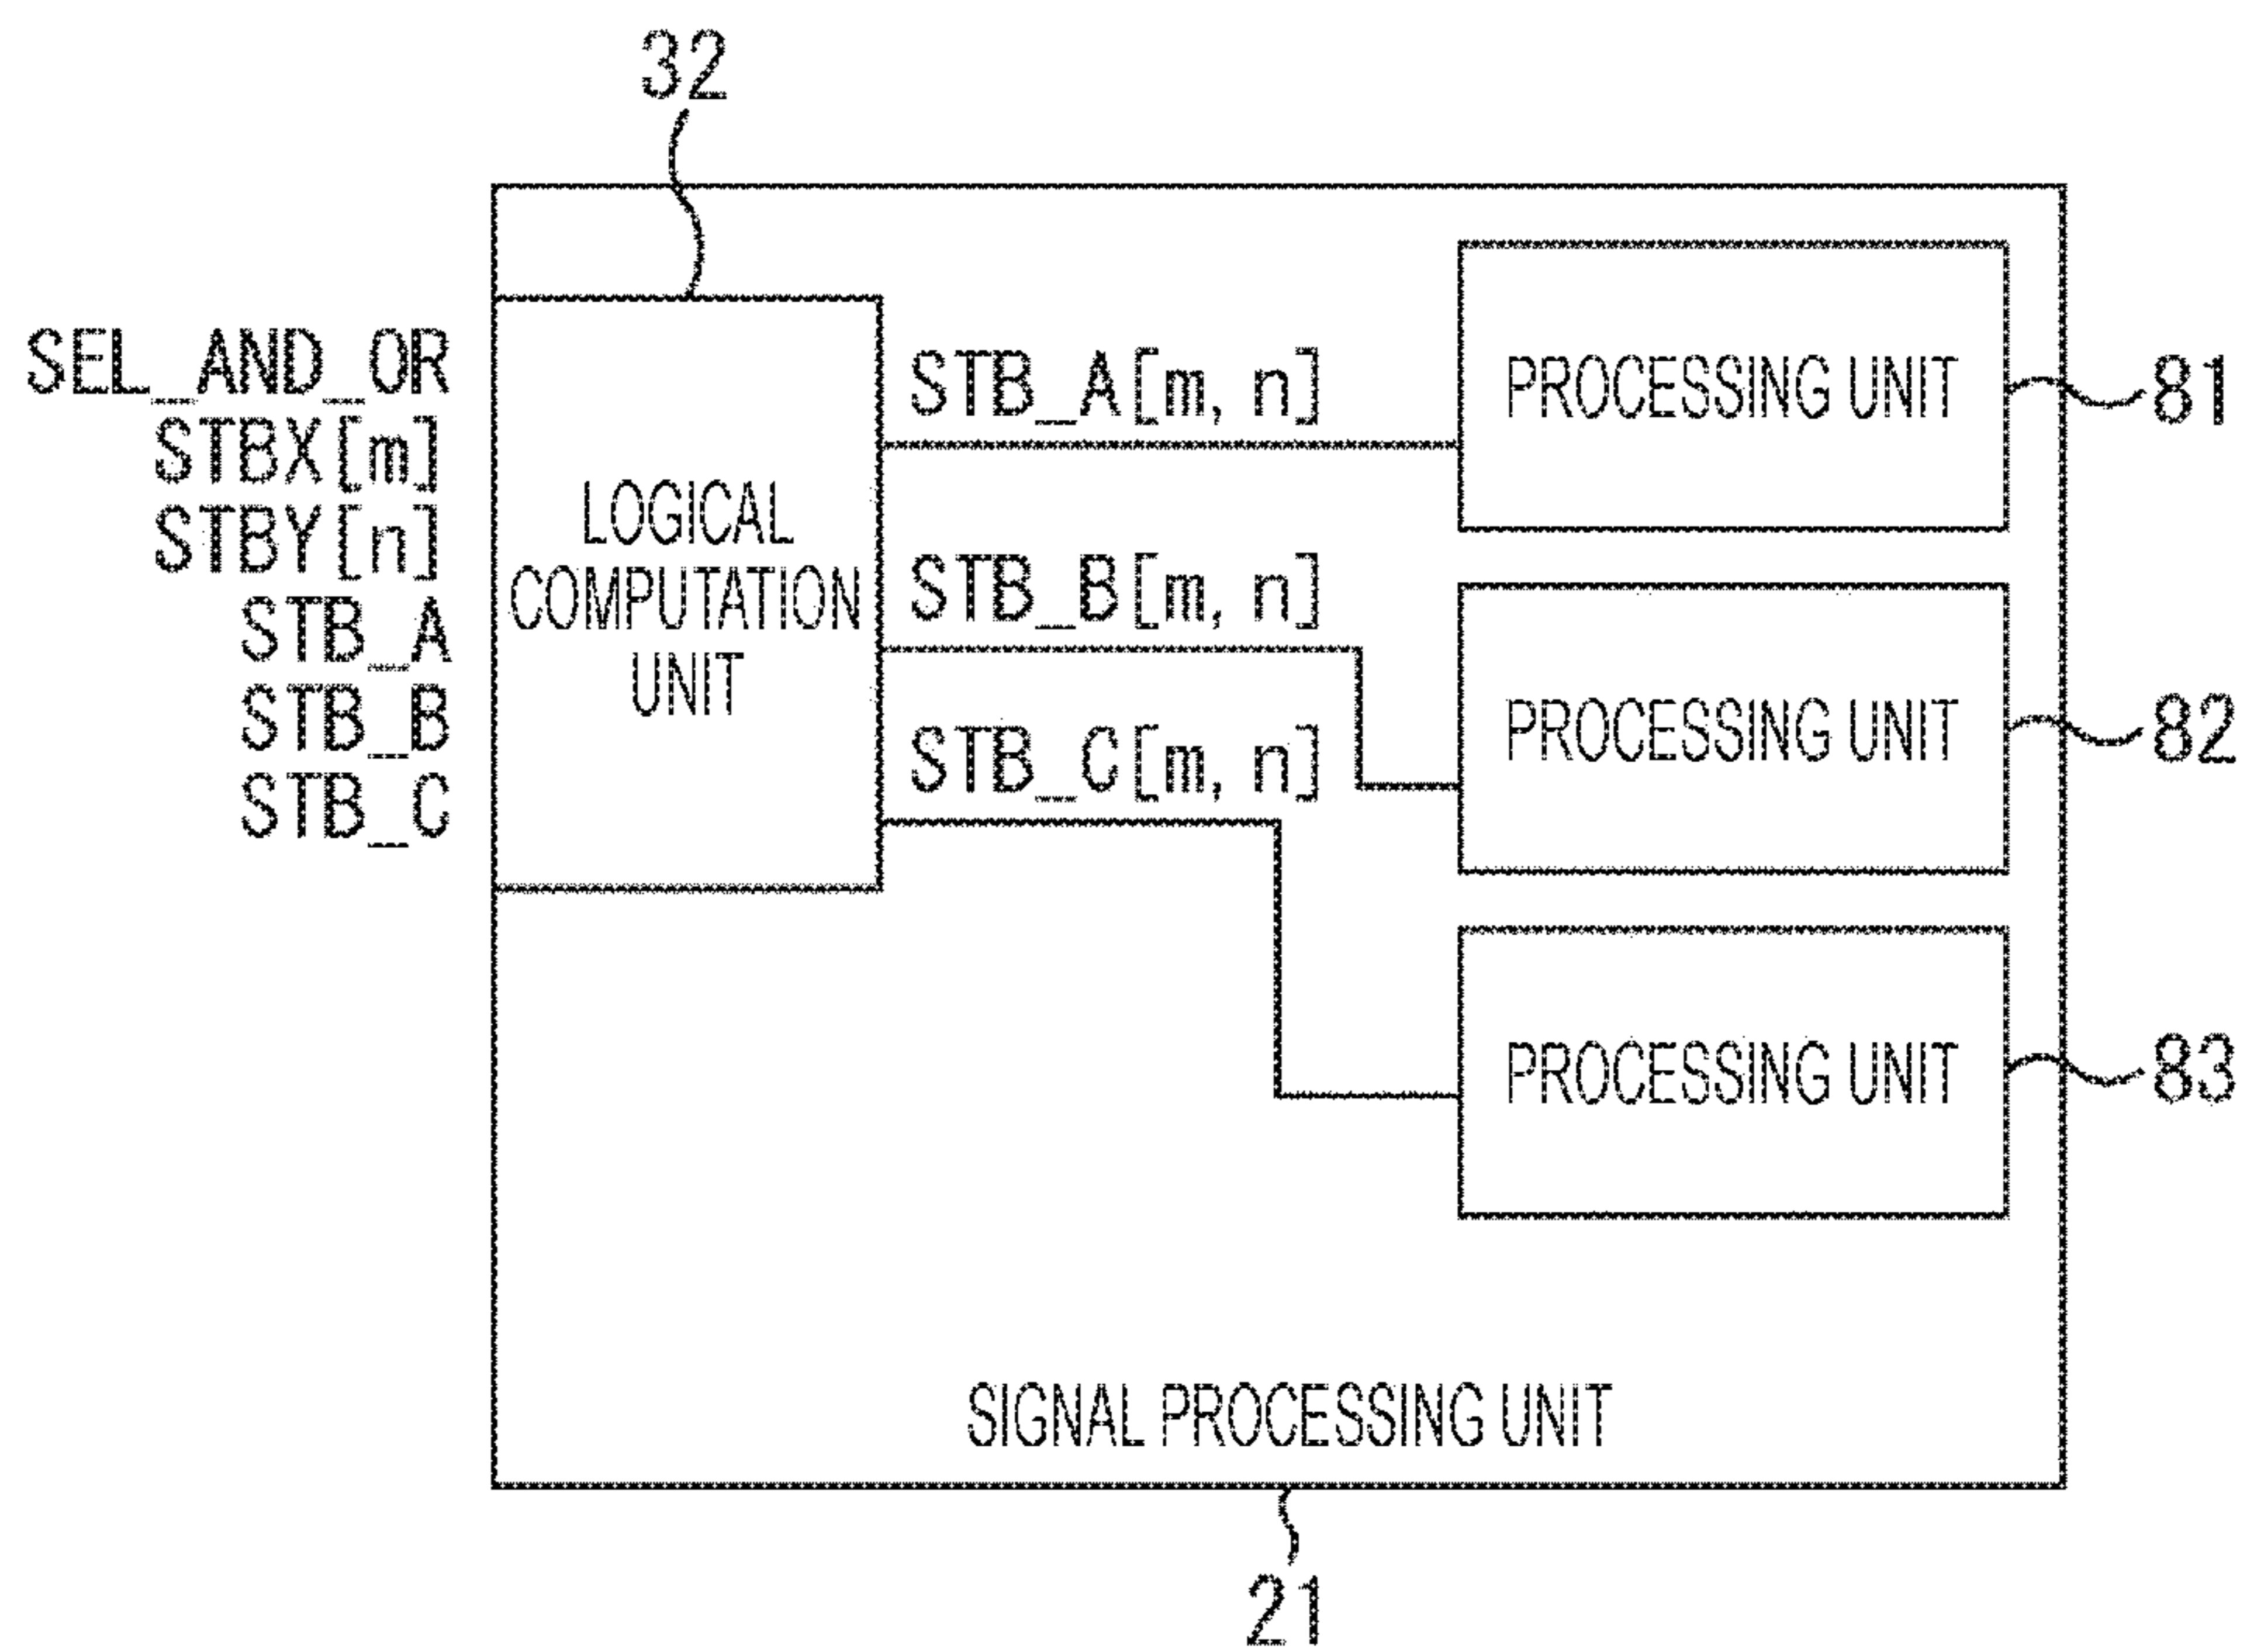 32
SEL_AND_OR
STBX[m]
STBY[n]
STB_A
STB_B
STB_C
LOGICAL
COMPUTATION
UNIT
STB_A[m, n]
STB_B[m, n]
STB_C[m, n]
PROCESSING UNIT
81
PROCESSING UNIT
82
PROCESSING UNIT
83
SIGNAL PROCESSING UNIT
21